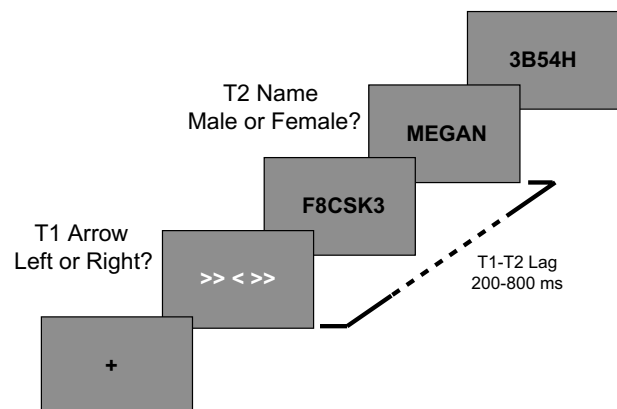 3B54H
T2 Name
Male or Female?
MEGAN
F8CSK3
T1 Arrow
Left or Right?
>> < >>
T1-T2 Lag
200-800 ms
+